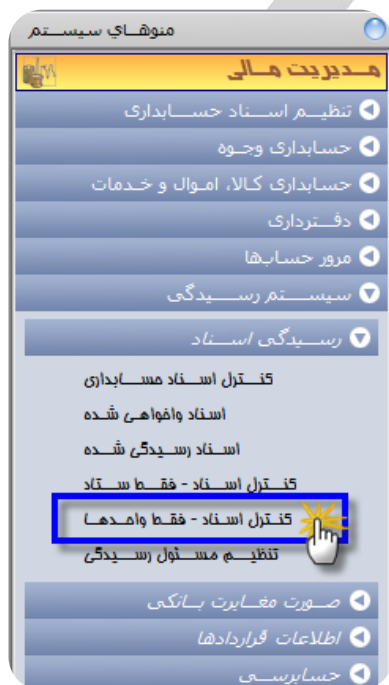 منوهاي سيستم
مديريت مالی
تنظیم اسناد حسابداری
حسابداری وجوه
حسابداری کالا، اموال و خدمات
دفترداری
مرور حساب‌ها
سیستم رسیدگی
رسیدگی اسناد
کنترل اسناد حسابداری
اسناد واخواهی شده
اسناد رسیدگی شده
کنترل اسناد - فقط ستاد
کنترل اسناد - فقط واحدها
تنظیم مسئول رسیدگی
صورت مغایرت بانکی
اطلاعات قراردادها
حسابرسی